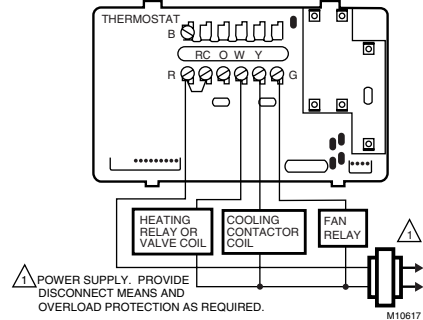 THERMOSTAT
B
RC O W Y
R
G
HEATING
RELAY OR
VALVE COIL
COOLING
CONTACTOR
COIL
FAN
RELAY
1
1 POWER SUPPLY. PROVIDE
DISCONNECT MEANS AND
OVERLOAD PROTECTION AS REQUIRED.
M10617